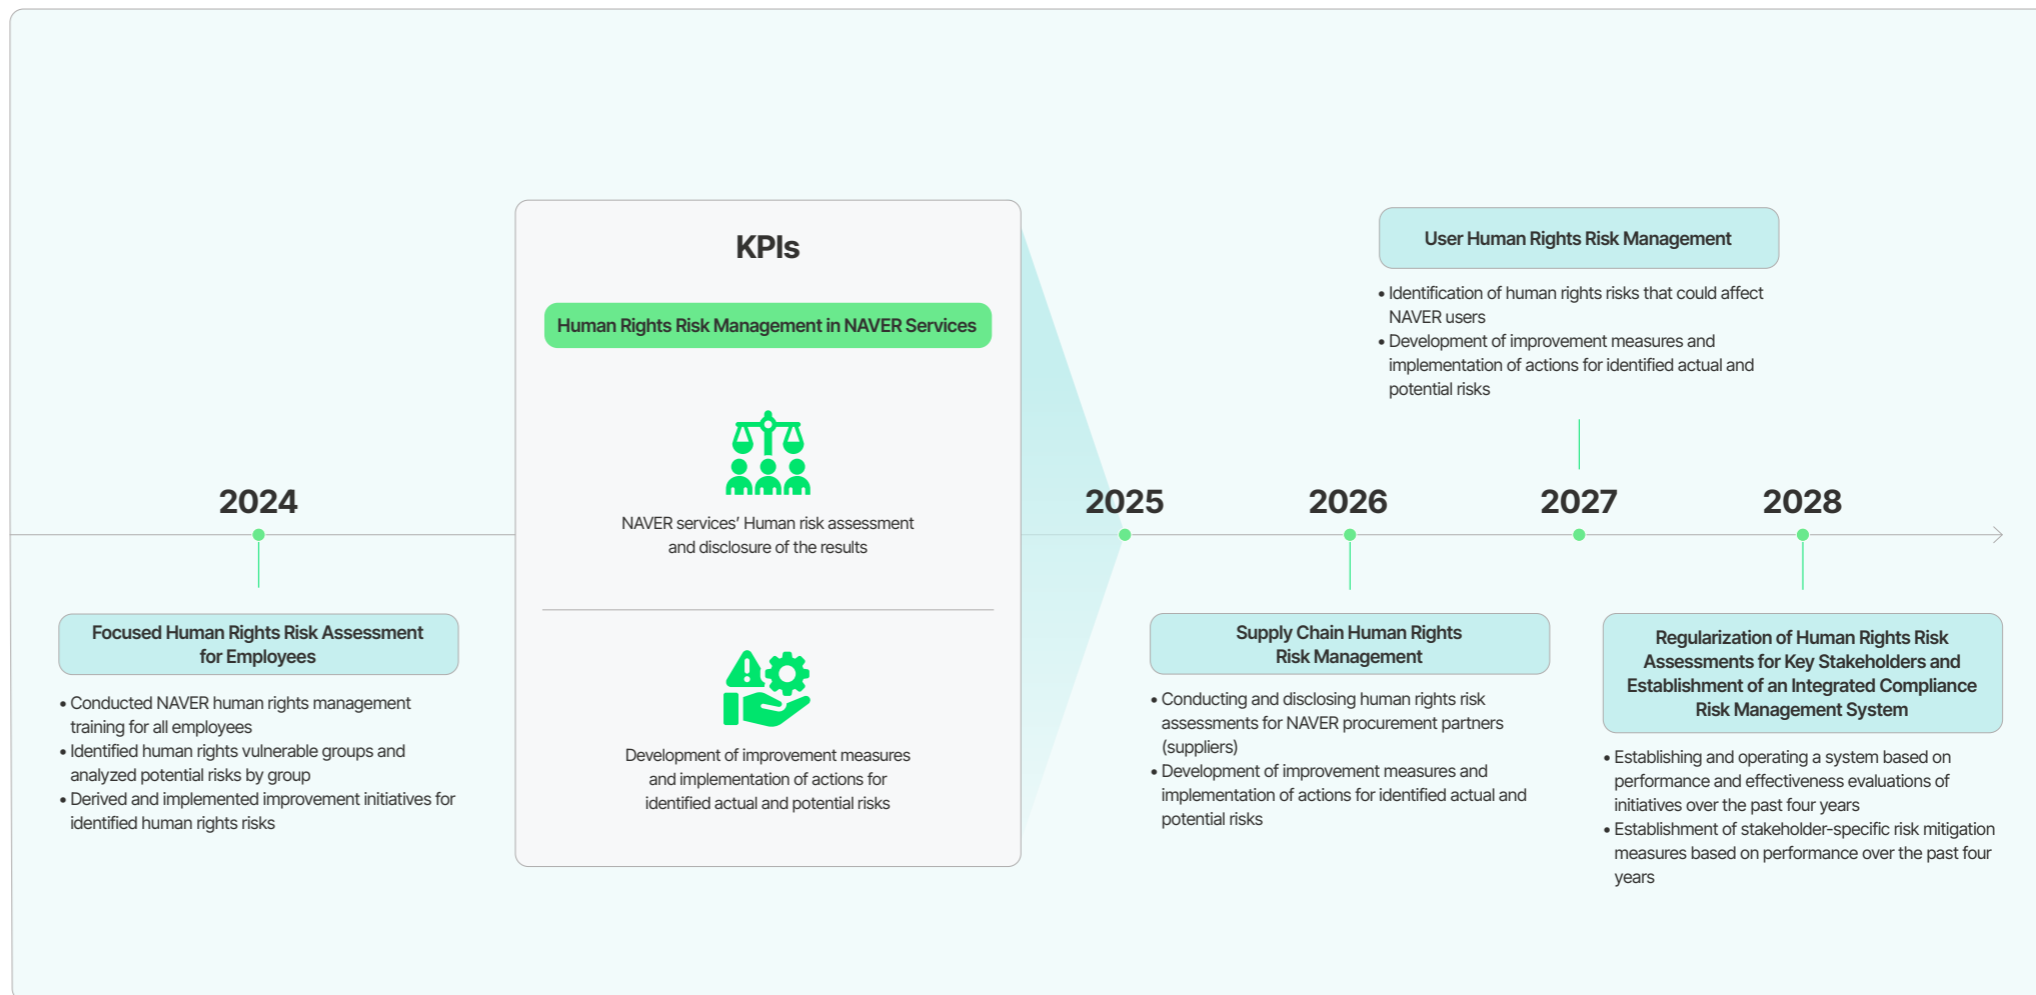 2024
Focused Human Rights Risk Assessment
for Employees
• Conducted NAVER human rights management
training for all employees
• Identified human rights vulnerable groups and
analyzed potential risks by group
• Derived and implemented improvement initiatives for
identified human rights risks
KPIs
Human Rights Risk Management in NAVER Services
NAVER services’ Human risk assessment
and disclosure of the results
Development of improvement measures
and implementation of actions for
identified actual and potential risks
2025
2026
Supply Chain Human Rights
Risk Management
• Conducting and disclosing human rights risk
assessments for NAVER procurement partners
(suppliers)
• Development of improvement measures and
implementation of actions for identified actual and
potential risks
User Human Rights Risk Management
• Identification of human rights risks that could affect
NAVER users
• Development of improvement measures and
implementation of actions for identified actual and
potential risks
2027
2028
Regularization of Human Rights Risk
Assessments for Key Stakeholders and
Establishment of an Integrated Compliance
Risk Management System
• Establishing and operating a system based on
performance and effectiveness evaluations of
initiatives over the past four years
• Establishment of stakeholder-specific risk mitigation
measures based on performance over the past four
years